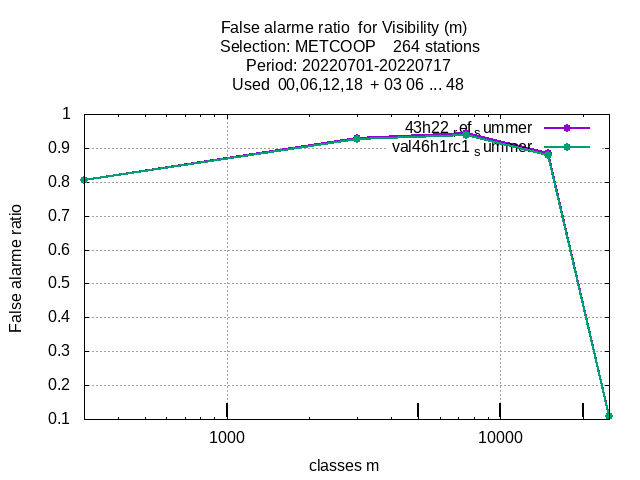 False alarme ratio for Visibility (m)
Selection: METCOOP 264 stations
Period: 20220701-20220717
Used 00,06,12,18 + 03 06 ... 48
43h22_ref_summer
val46h1rc1_summer
1
0.9
0.8
0.7
0.6
0.5
0.4
0.3
0.2
0.1
False alarme ratio
1000 10000
classes m